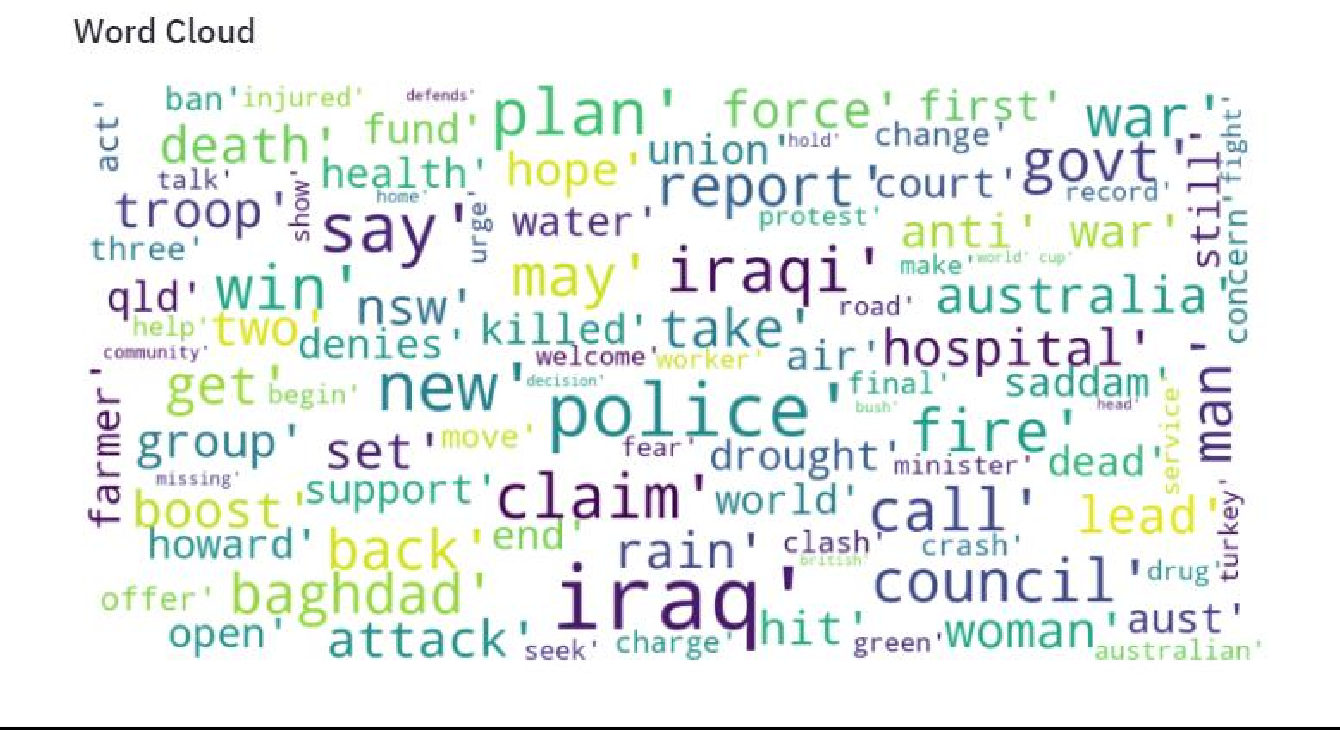 Word Cloud
act'
ban' injured' defends' plan' force' first' war' fight'
death' fund' union' hold' change' govt'
talk' health' hope' report' court' record' still'
troop' show' home' say' urge' water' protest' anti' war' concern'
three' may' iraqi' make' world' cup'
qld' win' nsw' road' australia'
help' two' denies' killed' take'
community' welcome' worker' air' hospital'
get' begin' new' decision' final' saddam' man'
farmer' police' bush' head' service'
group' set' move' fear' drought' fire' minister' dead'
missing' support' claim' world' call' lead' turkey'
boost'
howard' back' end' rain' clash' crash'
british' council' drug'
offer' baghdad' iraq' aust'
open' attack' seek' charge' hit' green' woman' australian'